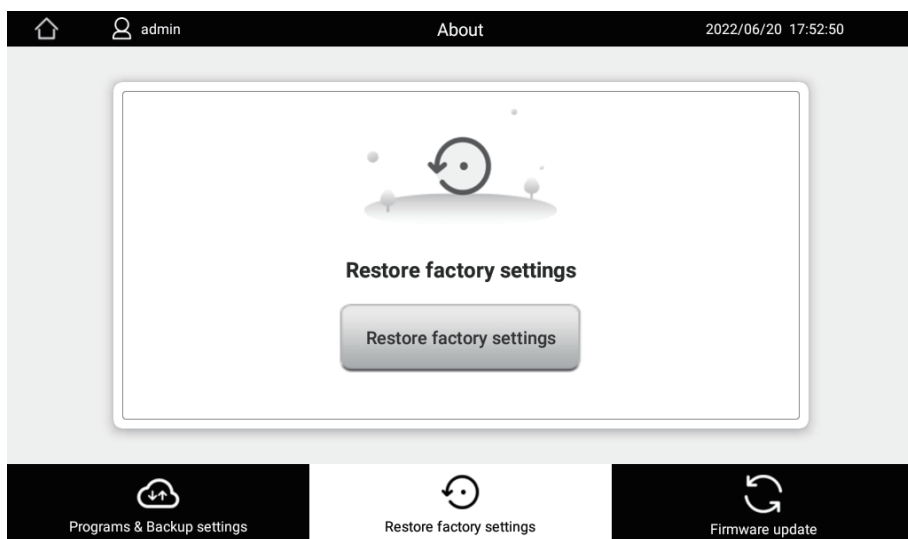 admin
About
2022/06/20 17:52:50
Restore factory settings
Restore factory settings
Programs & Backup settings
Restore factory settings
Firmware update